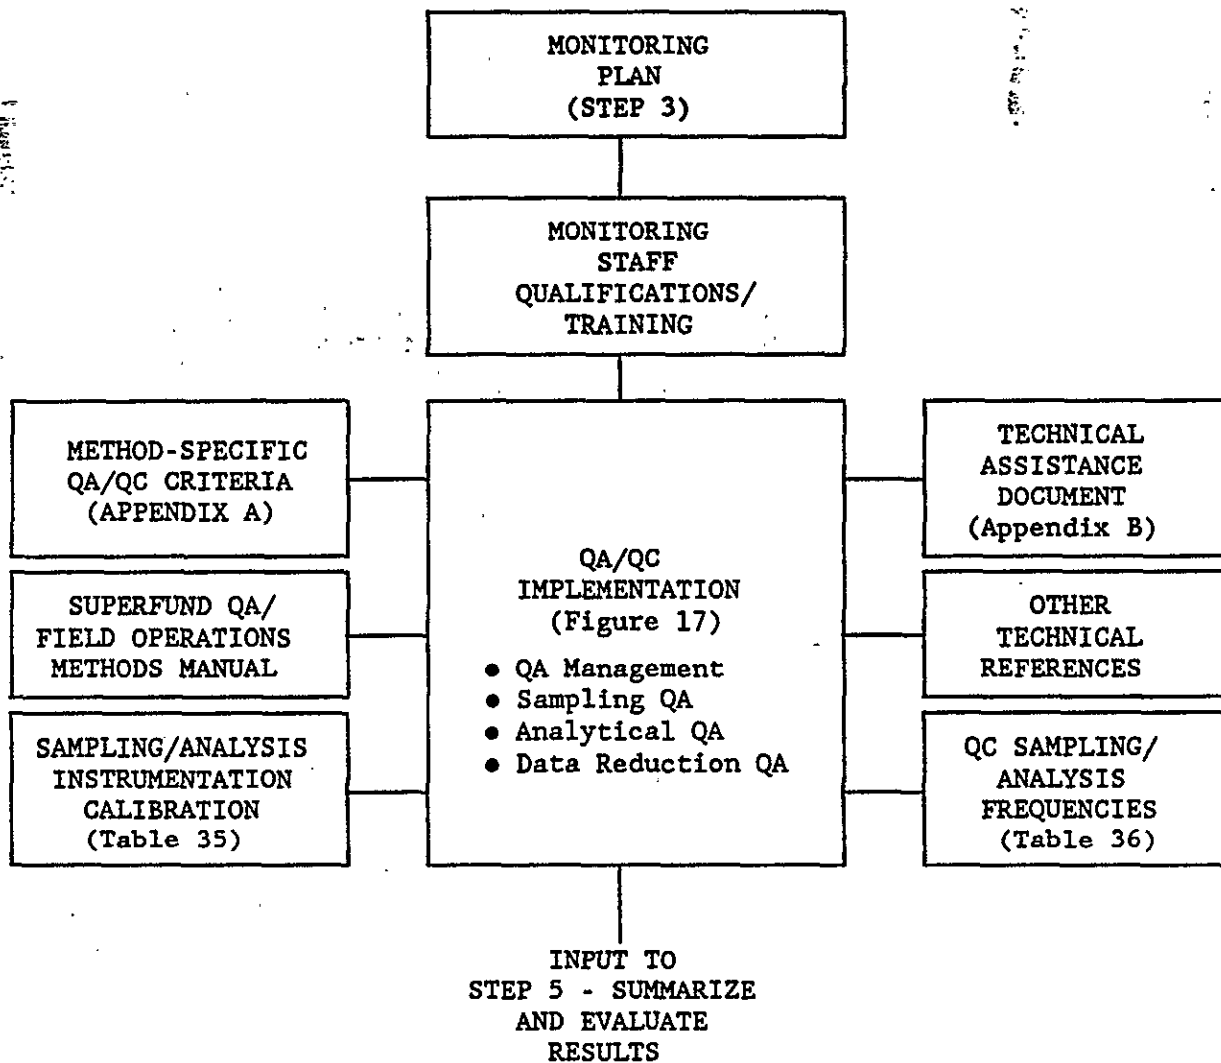 MONITORING
PLAN
(STEP 3)
MONITORING
STAFF
QUALIFICATIONS/
TRAINING
METHOD-SPECIFIC
QA/QC CRITERIA
(APPENDIX A)
SUPERFUND QA/
FIELD OPERATIONS
METHODS MANUAL
SAMPLING/ANALYSIS
INSTRUMENTATION
CALIBRATION
(Table 35)
QA/QC
IMPLEMENTATION
(Figure 17)
● QA Management
● Sampling QA
● Analytical QA
● Data Reduction QA
TECHNICAL
ASSISTANCE
DOCUMENT
(Appendix B)
OTHER
TECHNICAL
REFERENCES
QC SAMPLING/
ANALYSIS
FREQUENCIES
(Table 36)
INPUT TO
STEP 5 - SUMMARIZE
AND EVALUATE
RESULTS